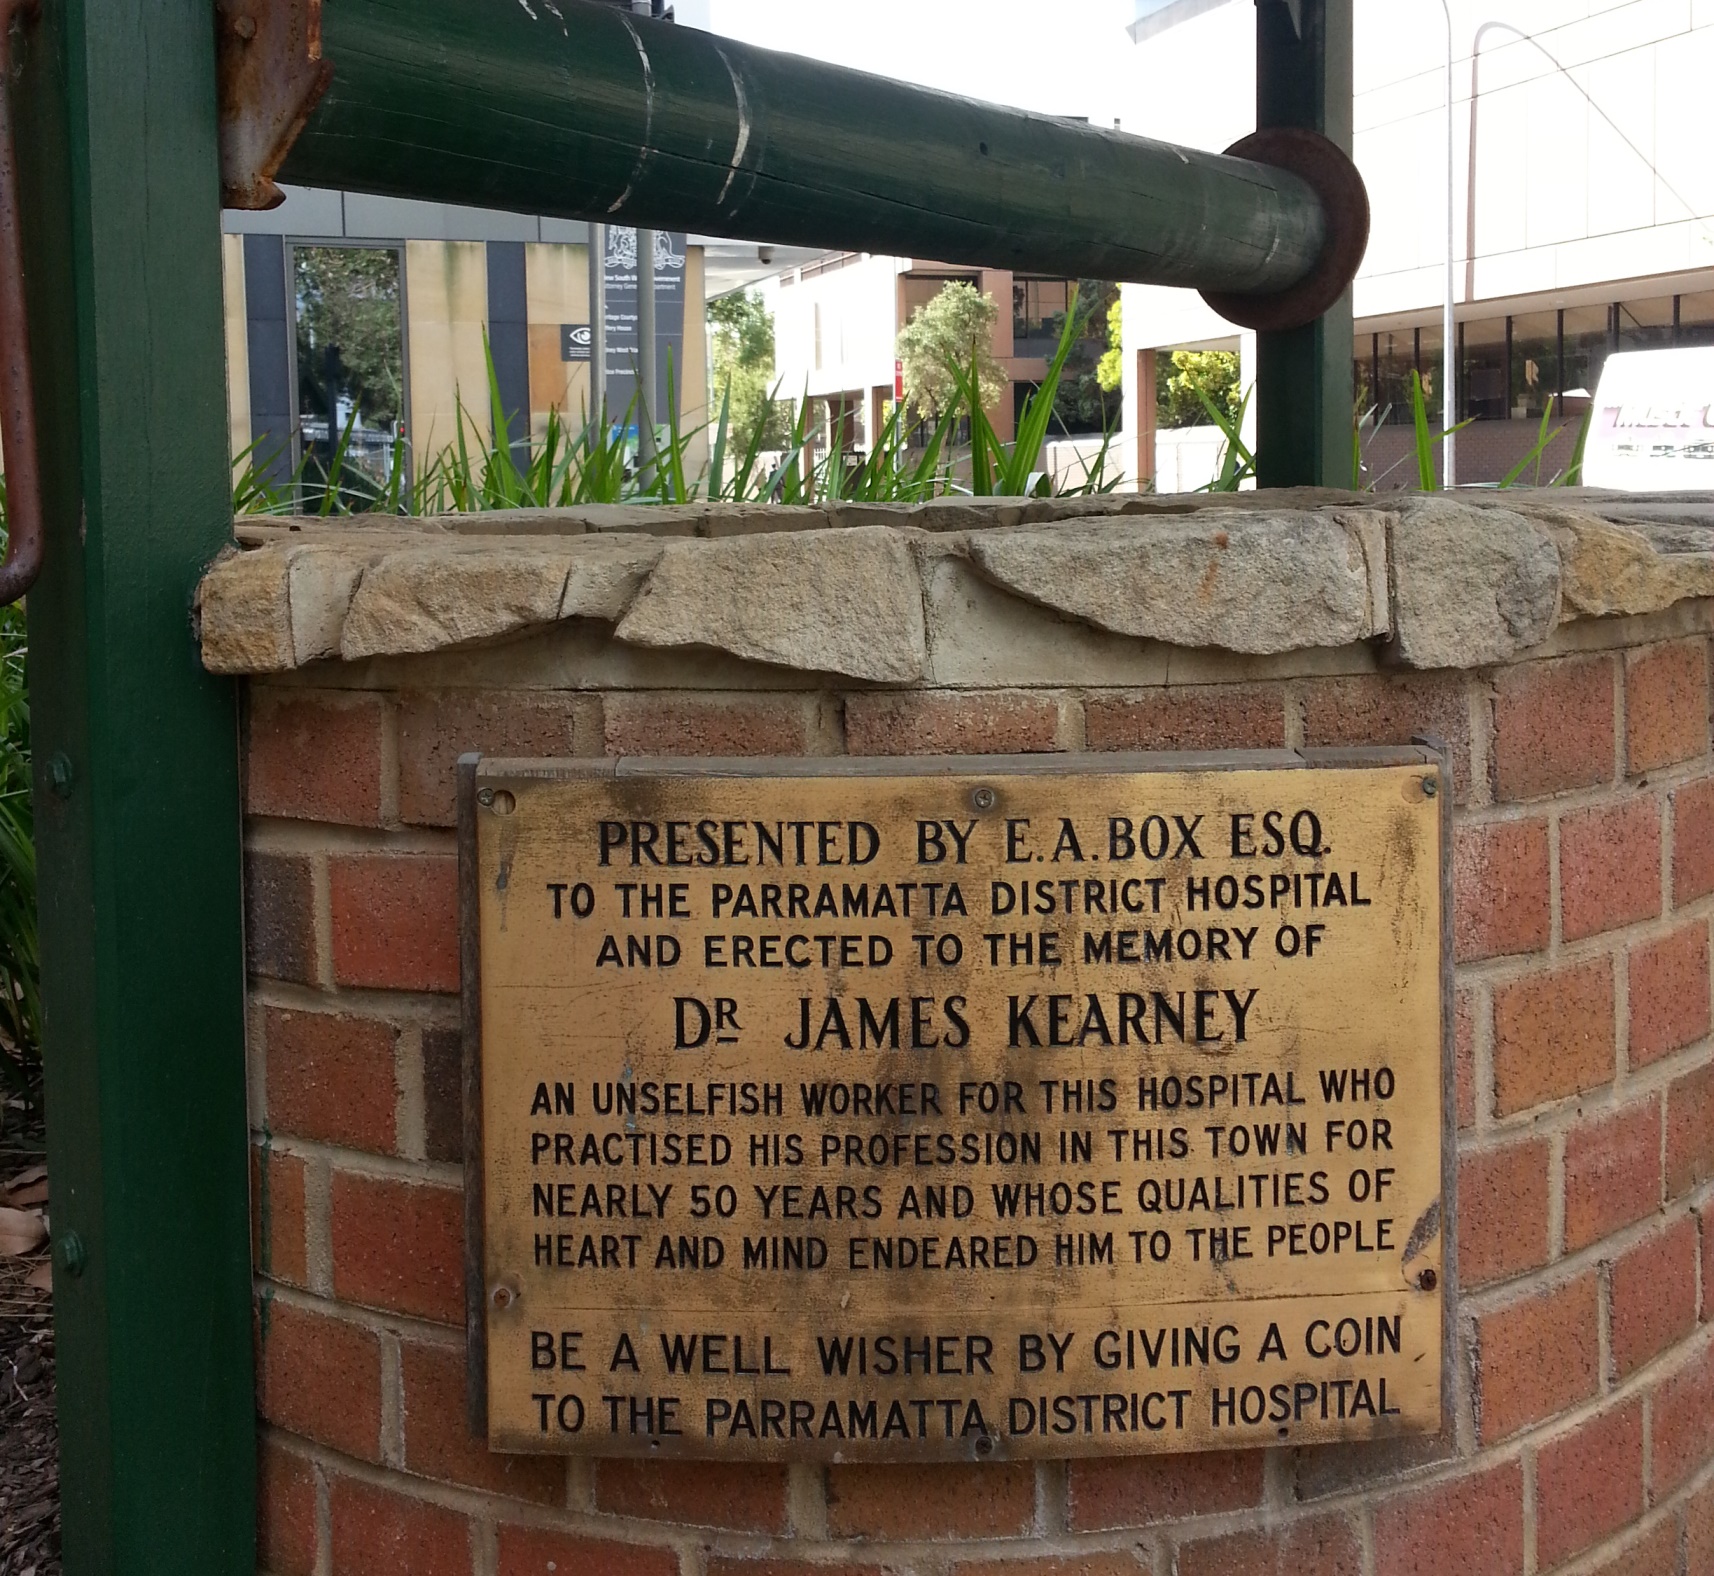 PRESENTED BY E.A.BOX ESQ.
TO THE PARRAMATTA DISTRICT HOSPITAL
AND ERECTED TO THE MEMORY OF
DR JAMES KEARNEY
AN UNSELFISH WORKER FOR THIS HOSPITAL WHO
PRACTISED HIS PROFESSION IN THIS TOWN FOR
NEARLY 50 YEARS AND WHOSE QUALITIES OF
HEART AND MIND ENDEARED HIM TO THE PEOPLE
BE A WELL WISHER BY GIVING A COIN
TO THE PARRAMATTA DISTRICT HOSPITAL